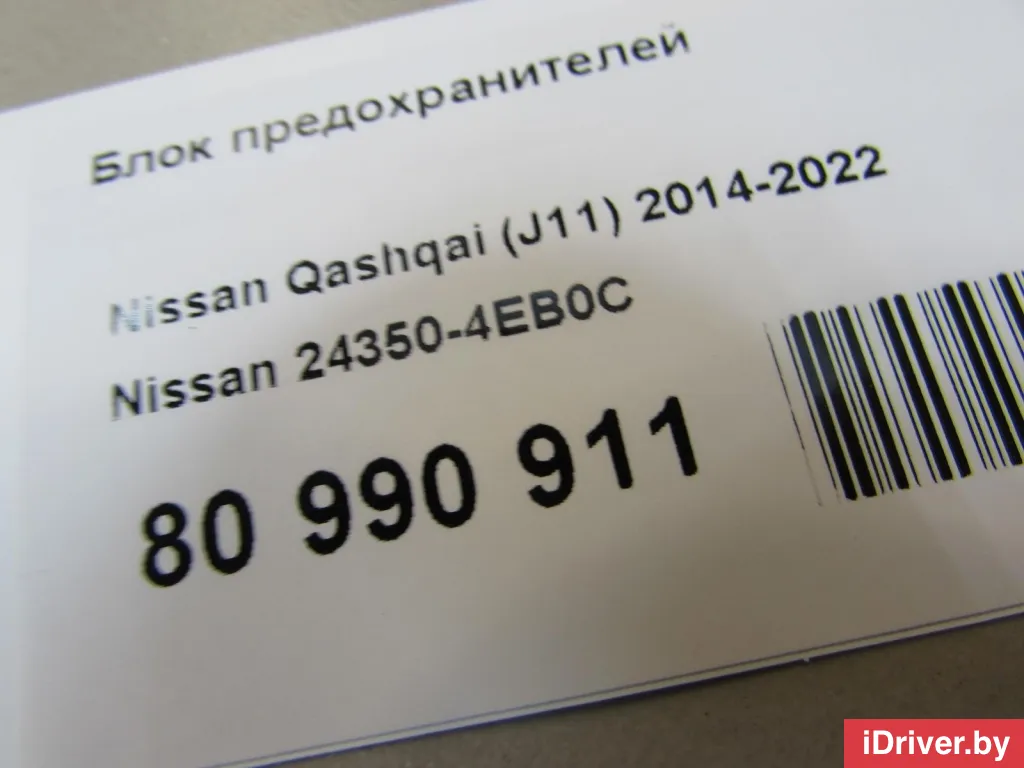 Блок предохранителей
Nissan Qashqai (J11) 2014-2022
Nissan 24350-4EB0C
80 990 911
iDriver.by